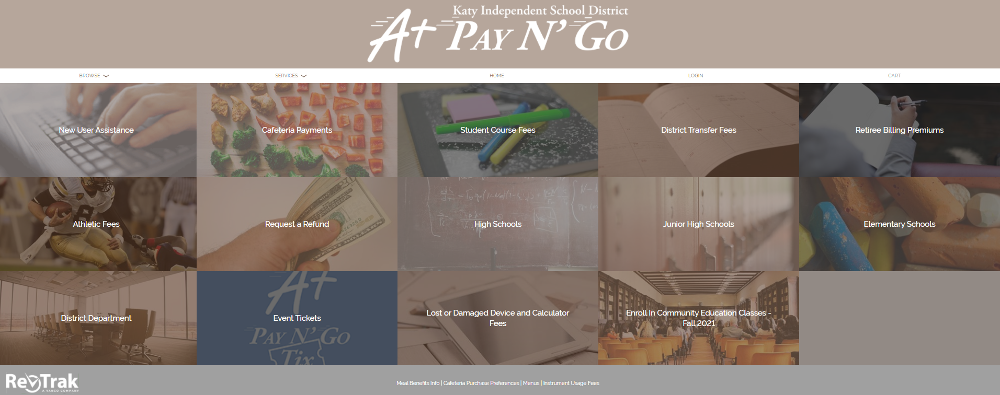 Katy Independent School District
A+ PAY N' GO
BROWSE
SERVICES
HOME
LOGIN
CART
New User Assistance
Cafeteria Payments
Student Course Fees
District Transfer Fees
Retiree Billing Premiums
Athletic Fees
Request a Refund
High Schools
Junior High Schools
Elementary Schools
District Department
A+
Event Tickets
PAY N' GO
Tix
Lost or Damaged Device and Calculator
Fees
Enroll In Community Education Classes -
Fall 2021
RevTrak
A VANCO COMPANY
Meal Benefits Info | Cafeteria Purchase Preferences | Menus | Instrument Usage Fees